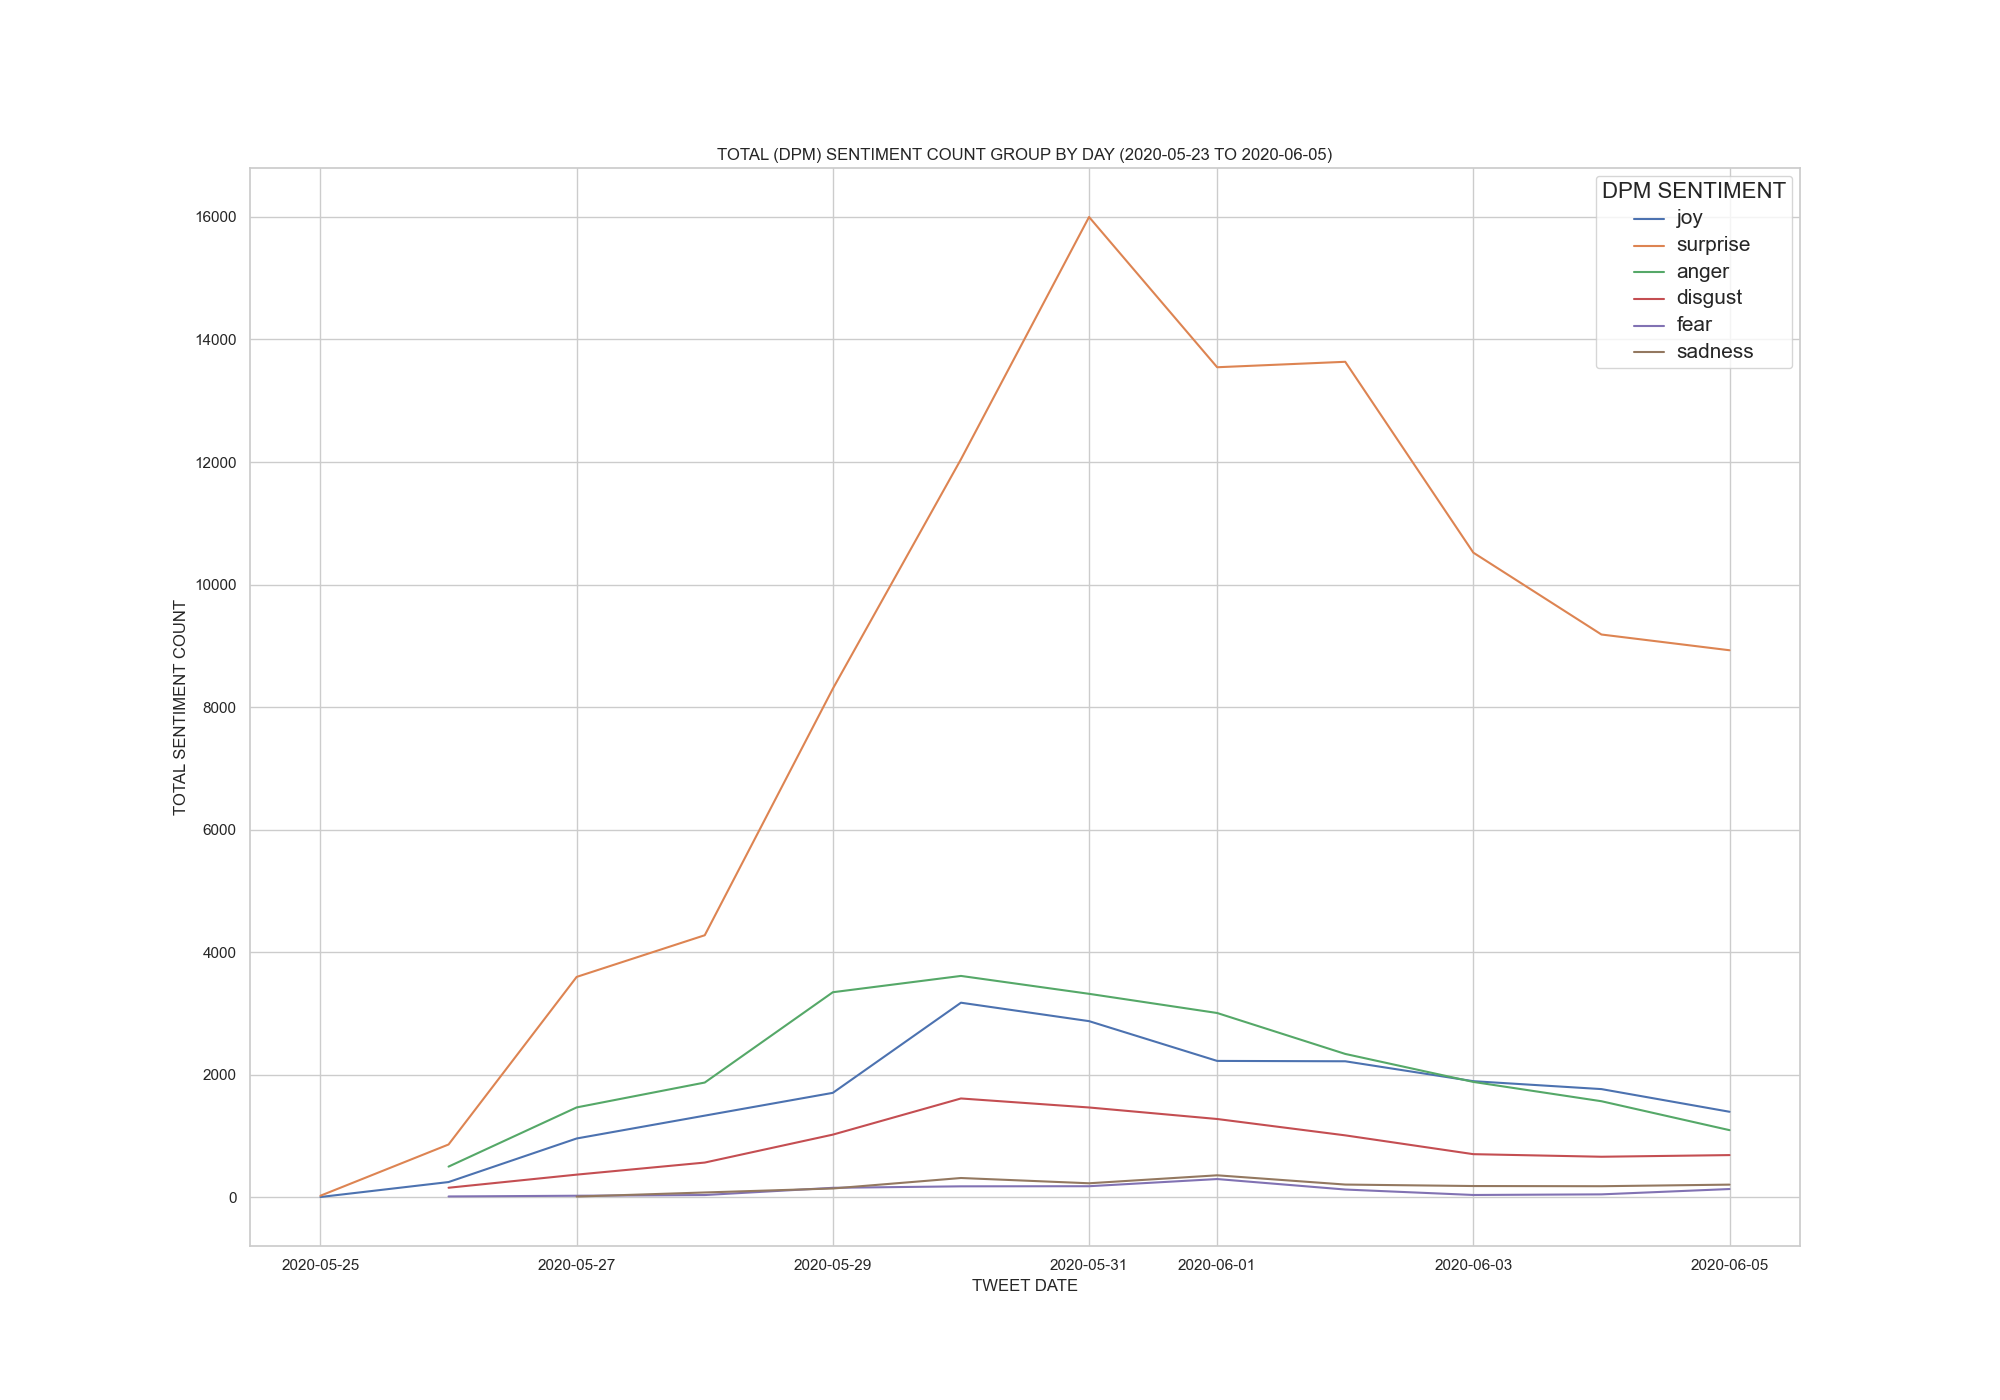 TOTAL (DPM) SENTIMENT COUNT GROUP BY DAY (2020-05-23 TO 2020-06-05)
DPM SENTIMENT
joy
surprise
anger
disgust
fear
sadness
16000
14000
12000
10000
8000
6000
4000
2000
0
TOTAL SENTIMENT COUNT
2020-05-25 2020-05-27 2020-05-29 2020-05-31 2020-06-01 2020-06-03 2020-06-05
TWEET DATE